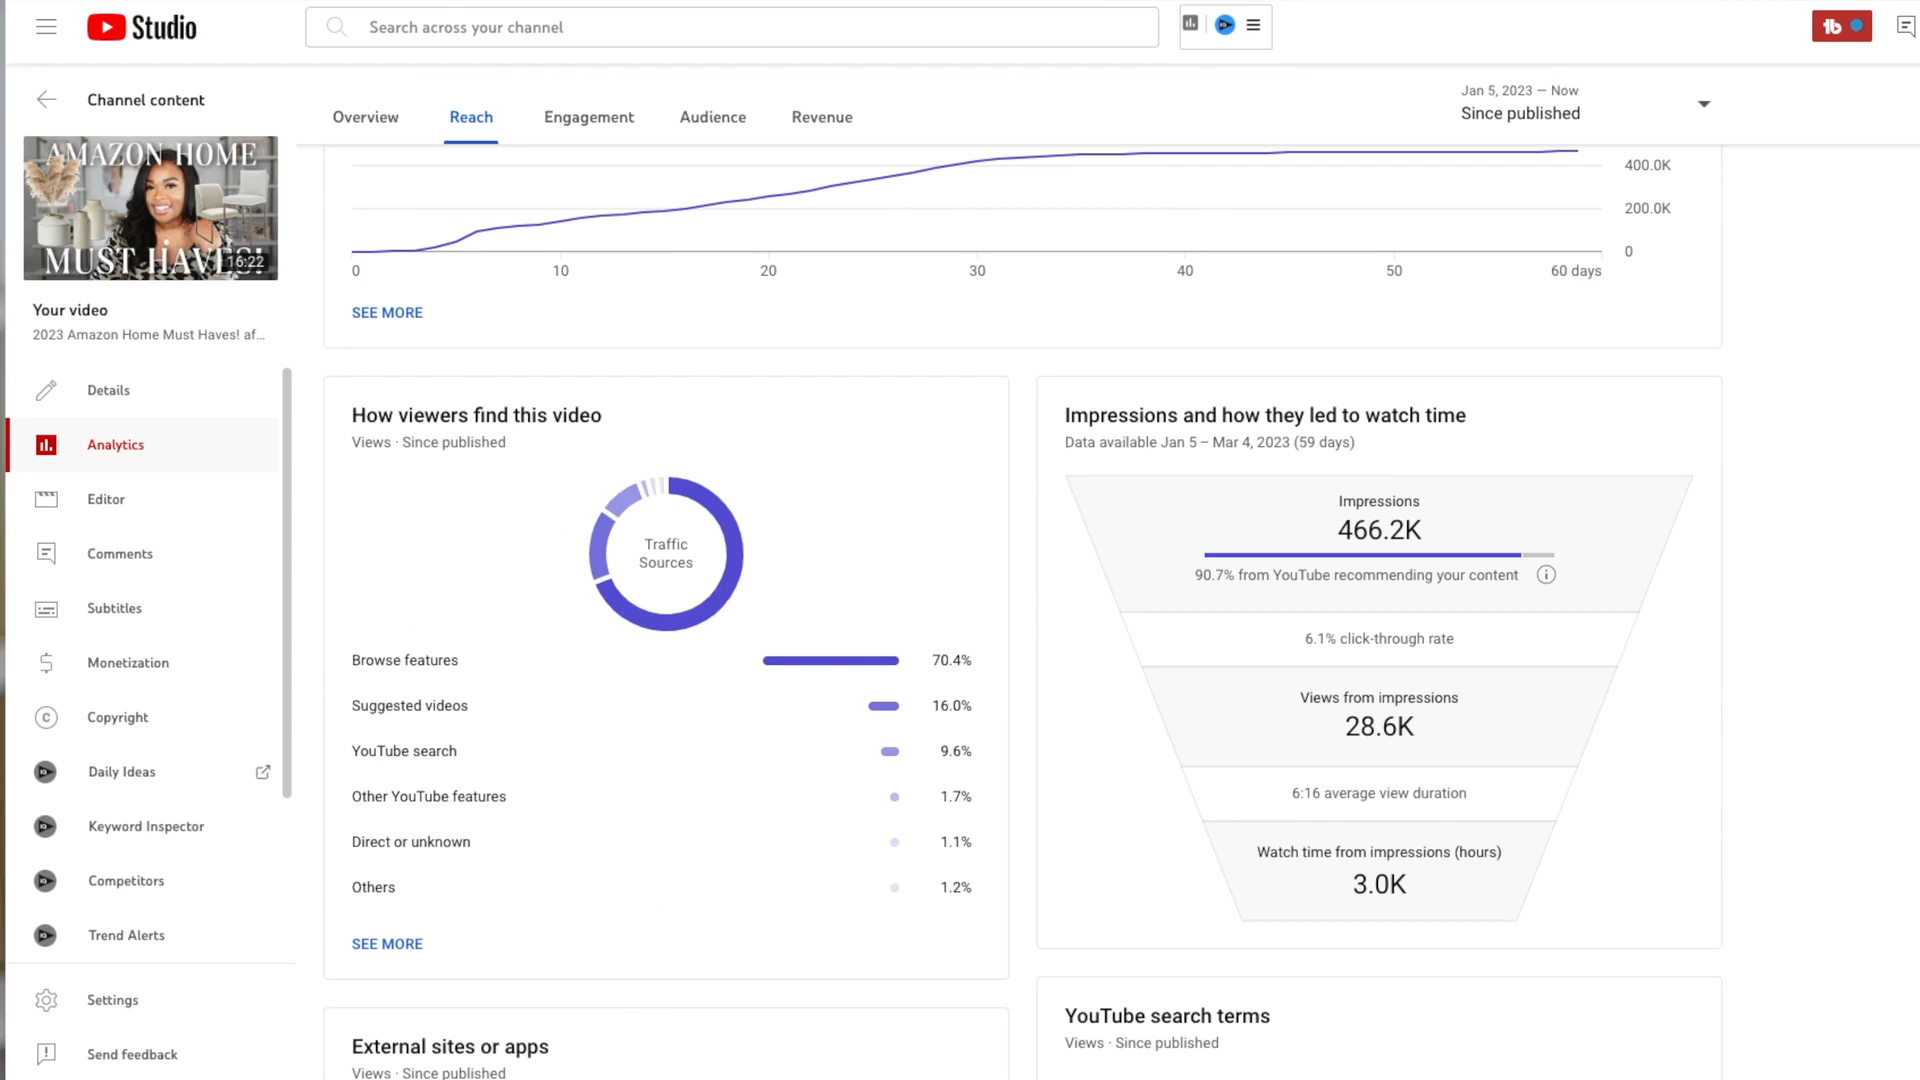 Studio
Search across your channel
Channel content
AMAZON HOME
MUST HAVES!
16:22
Your video
2023 Amazon Home Must Haves! af...
Details
Analytics
Editor
Comments
Subtitles
Monetization
Copyright
Daily Ideas
Keyword Inspector
Competitors
Trend Alerts
Settings
Send feedback
Overview
Reach
Engagement
Audience
Revenue
Jan 5, 2023 – Now
Since published
400.0K
200.0K
0
0
10
20
30
40
50
60 days
SEE MORE
How viewers find this video
Views · Since published
Traffic
Sources
Browse features 70.4%
Suggested videos 16.0%
YouTube search 9.6%
Other YouTube features 1.7%
Direct or unknown 1.1%
Others 1.2%
SEE MORE
Impressions and how they led to watch time
Data available Jan 5 – Mar 4, 2023 (59 days)
Impressions
466.2K
90.7% from YouTube recommending your content
6.1% click-through rate
Views from impressions
28.6K
6:16 average view duration
Watch time from impressions (hours)
3.0K
External sites or apps
Views · Since published
YouTube search terms
Views · Since published